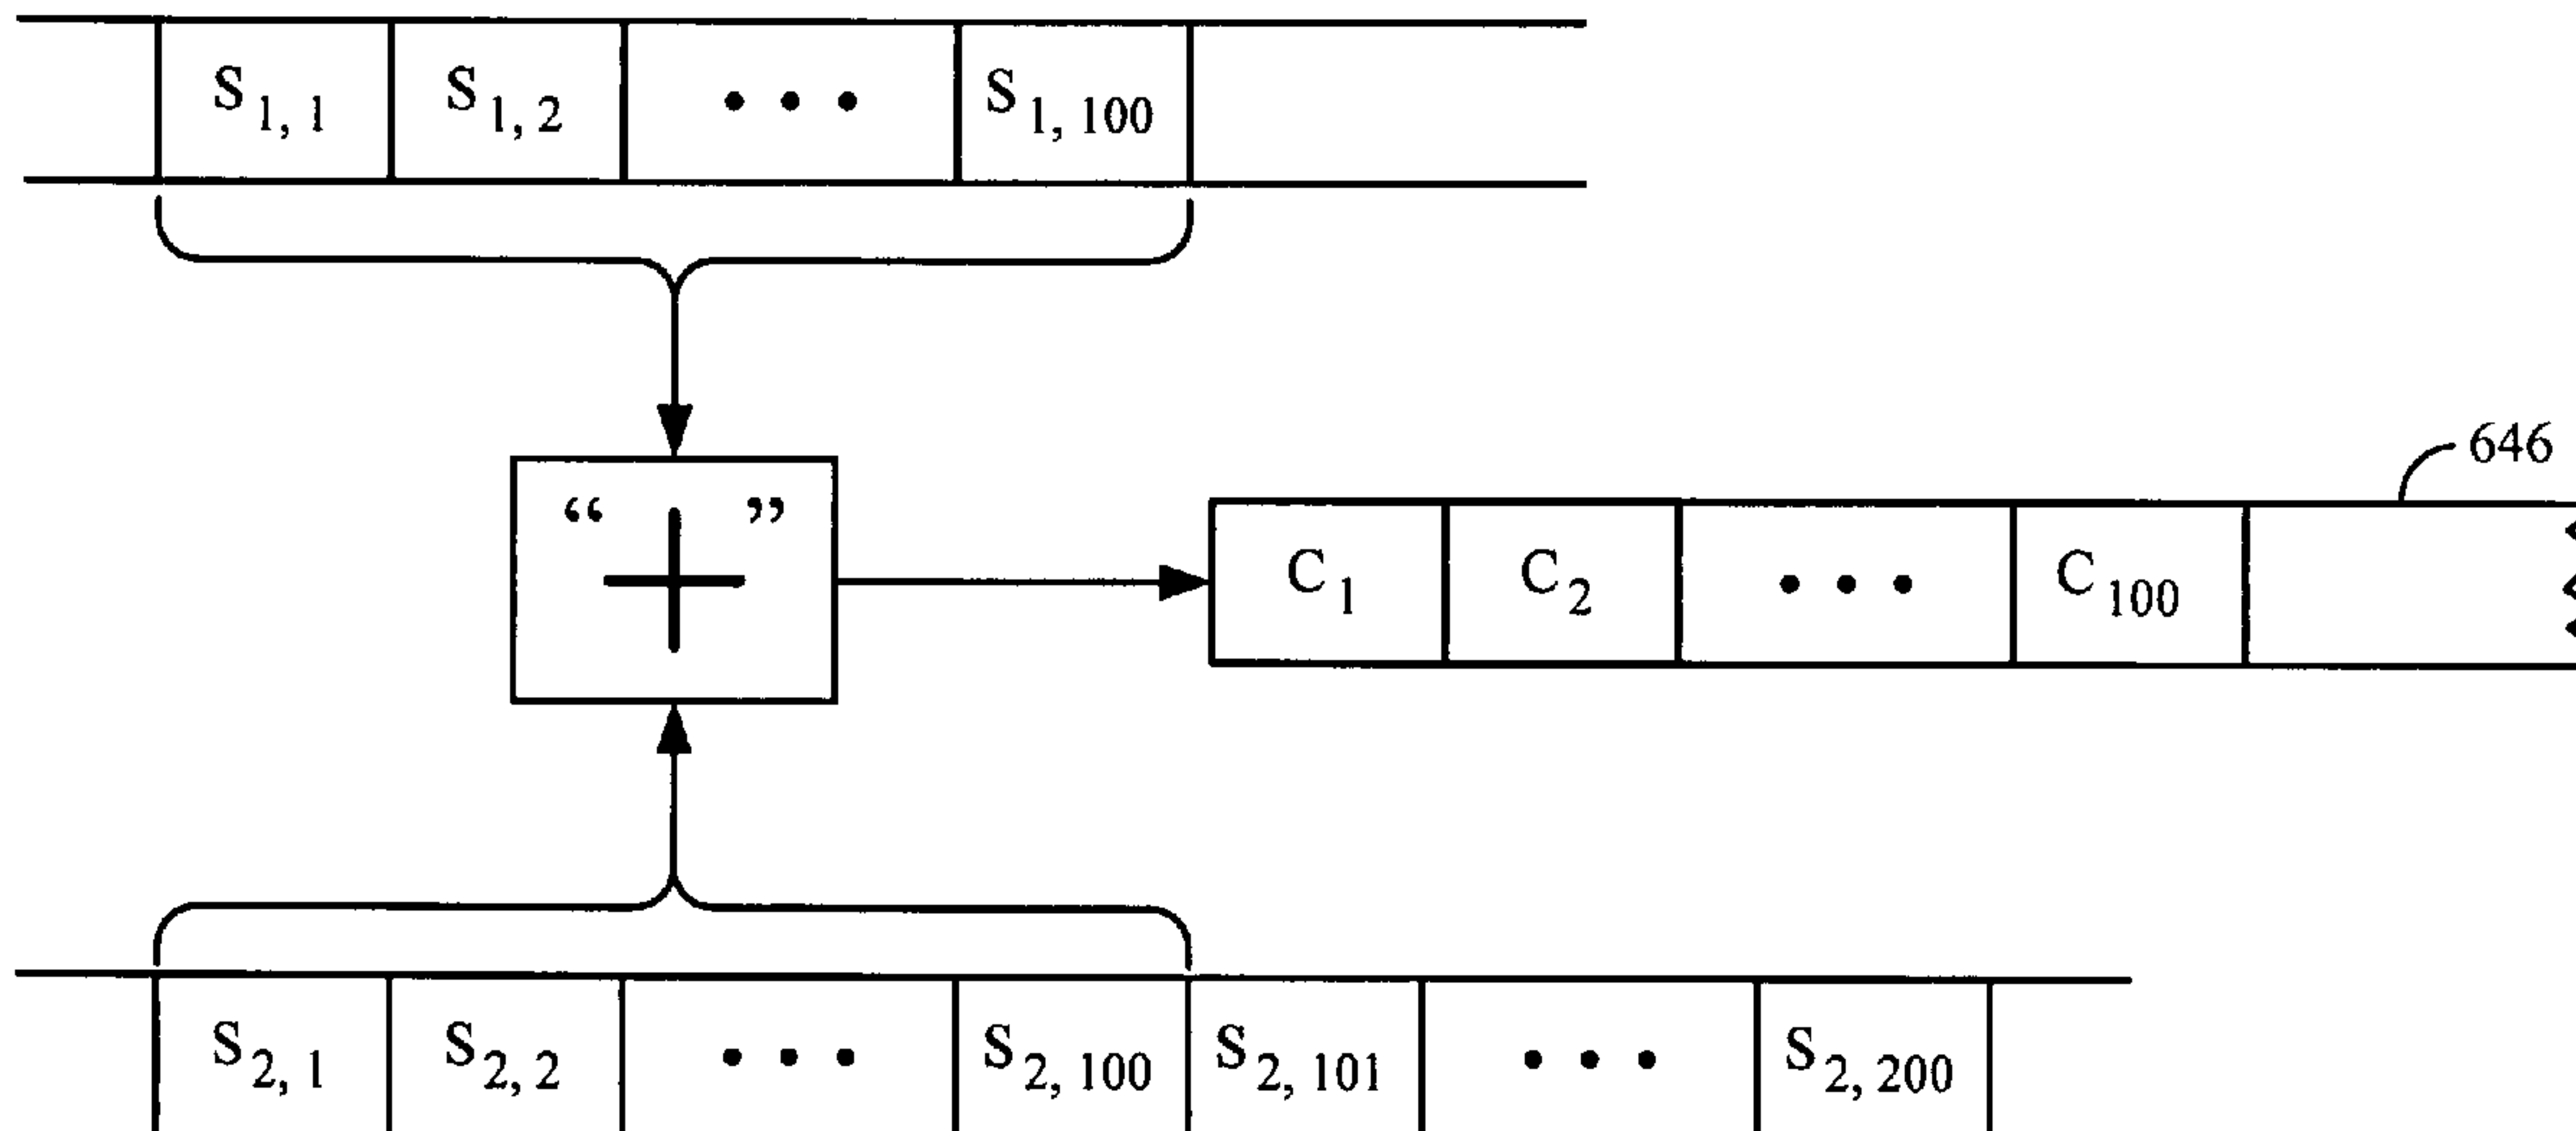 S1, 1 S1, 2 • • • S1, 100
646
“+”
C1 C2 • • • C100
S2, 1 S2, 2 • • • S2, 100 S2, 101 • • • S2, 200